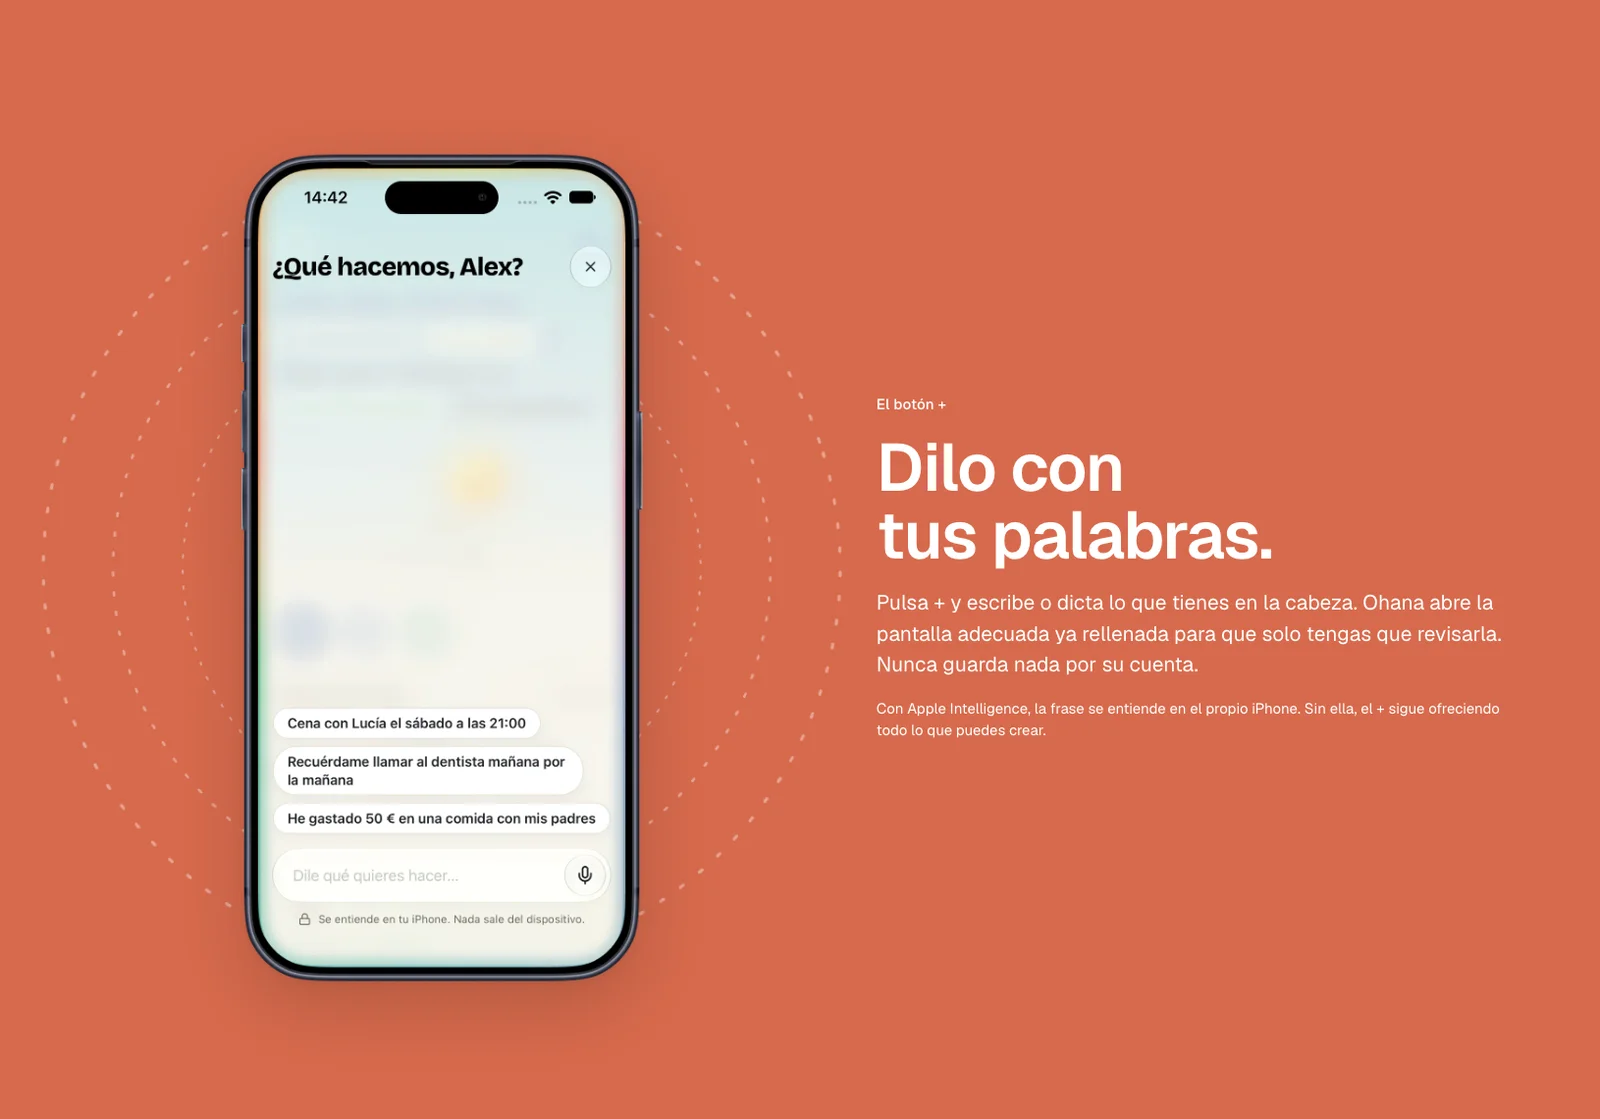 14:42
¿Qué hacemos, Alex?
Cena con Lucía el sábado a las 21:00
Recuérdame llamar al dentista mañana por
la mañana
He gastado 50 € en una comida con mis padres
Dile qué quieres hacer...
Se entiende en tu iPhone. Nada sale del dispositivo.
El botón +
Dilo con
tus palabras.
Pulsa + y escribe o dicta lo que tienes en la cabeza. Ohana abre la
pantalla adecuada ya rellenada para que solo tengas que revisarla.
Nunca guarda nada por su cuenta.
Con Apple Intelligence, la frase se entiende en el propio iPhone. Sin ella, el + sigue ofreciendo
todo lo que puedes crear.